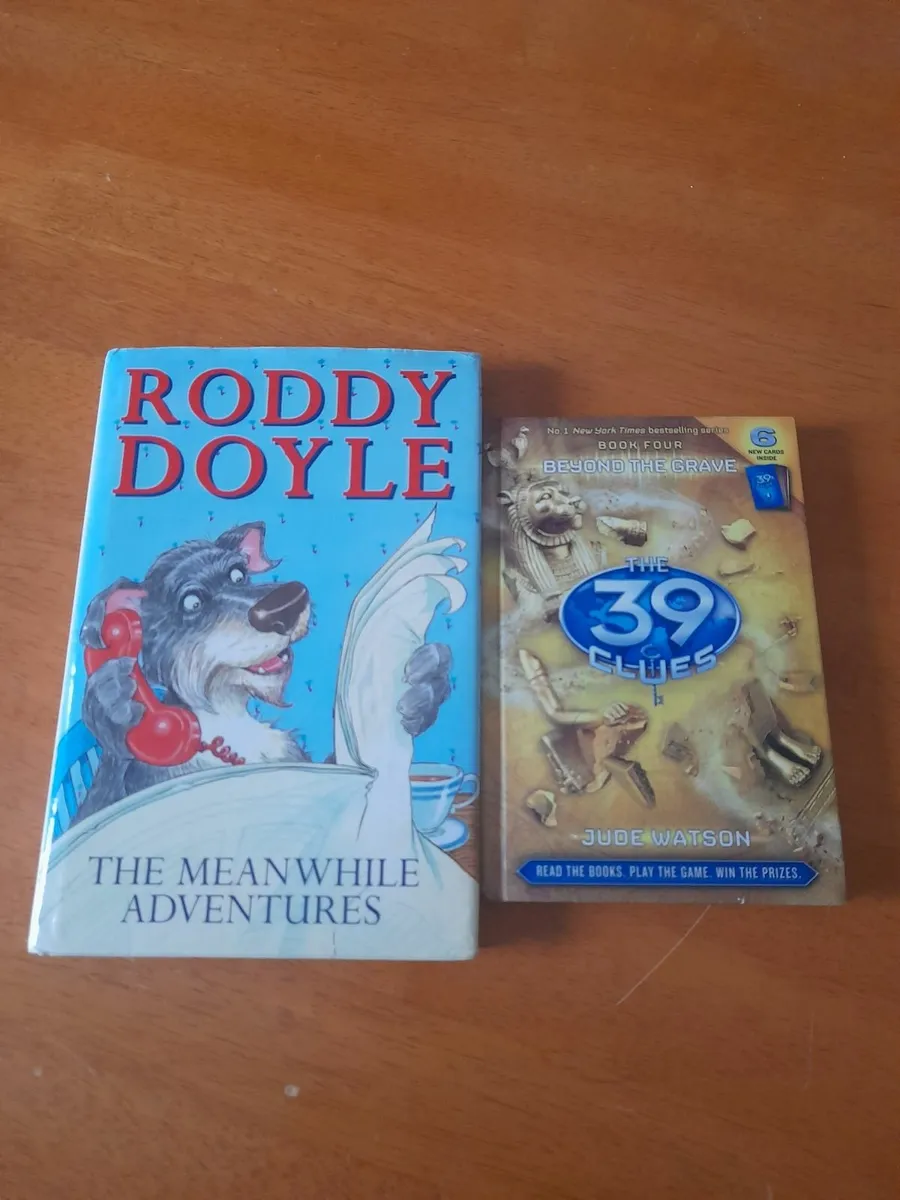 RODDY
DOYLE
THE MEANWHILE
ADVENTURES
No 1 New York Times bestselling series
BOOK FOUR
BEYOND THE GRAVE
6
NEW CARDS
INSIDE
39
THE
39
CLUES
JUDE WATSON
READ THE BOOKS. PLAY THE GAME. WIN THE PRIZES.